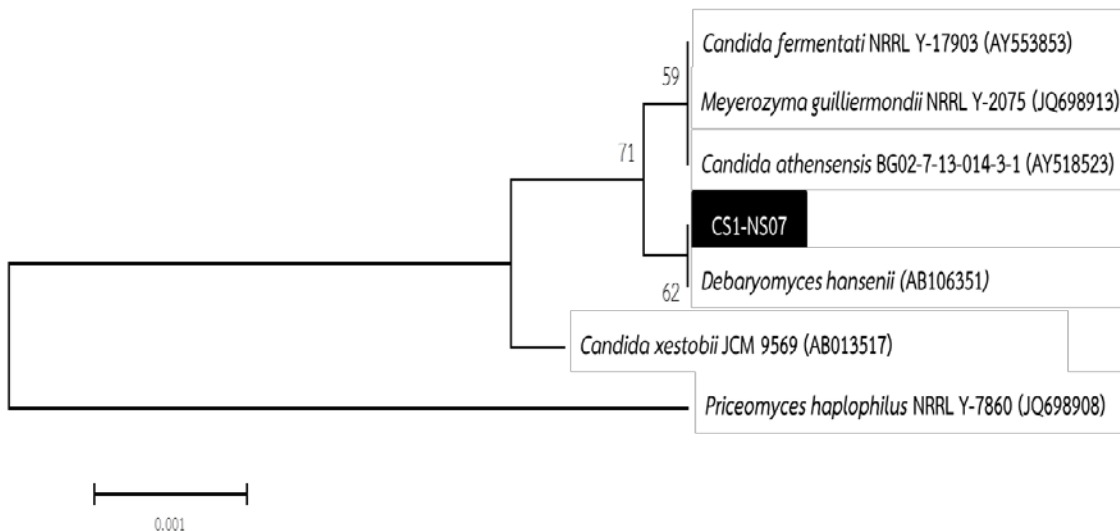 Candida fermentati NRRL Y-17903 (AY553853)
59
Meyerozyma guilliermondii NRRL Y-2075 (JQ698913)
71
Candida athensensis BG02-7-13-014-3-1 (AY518523)
CS1-NS07
Debaryomyces hansenii (AB106351)
62
Candida xestobii JCM 9569 (AB013517)
Priceomyces haplophilus NRRL Y-7860 (JQ698908)
0.001